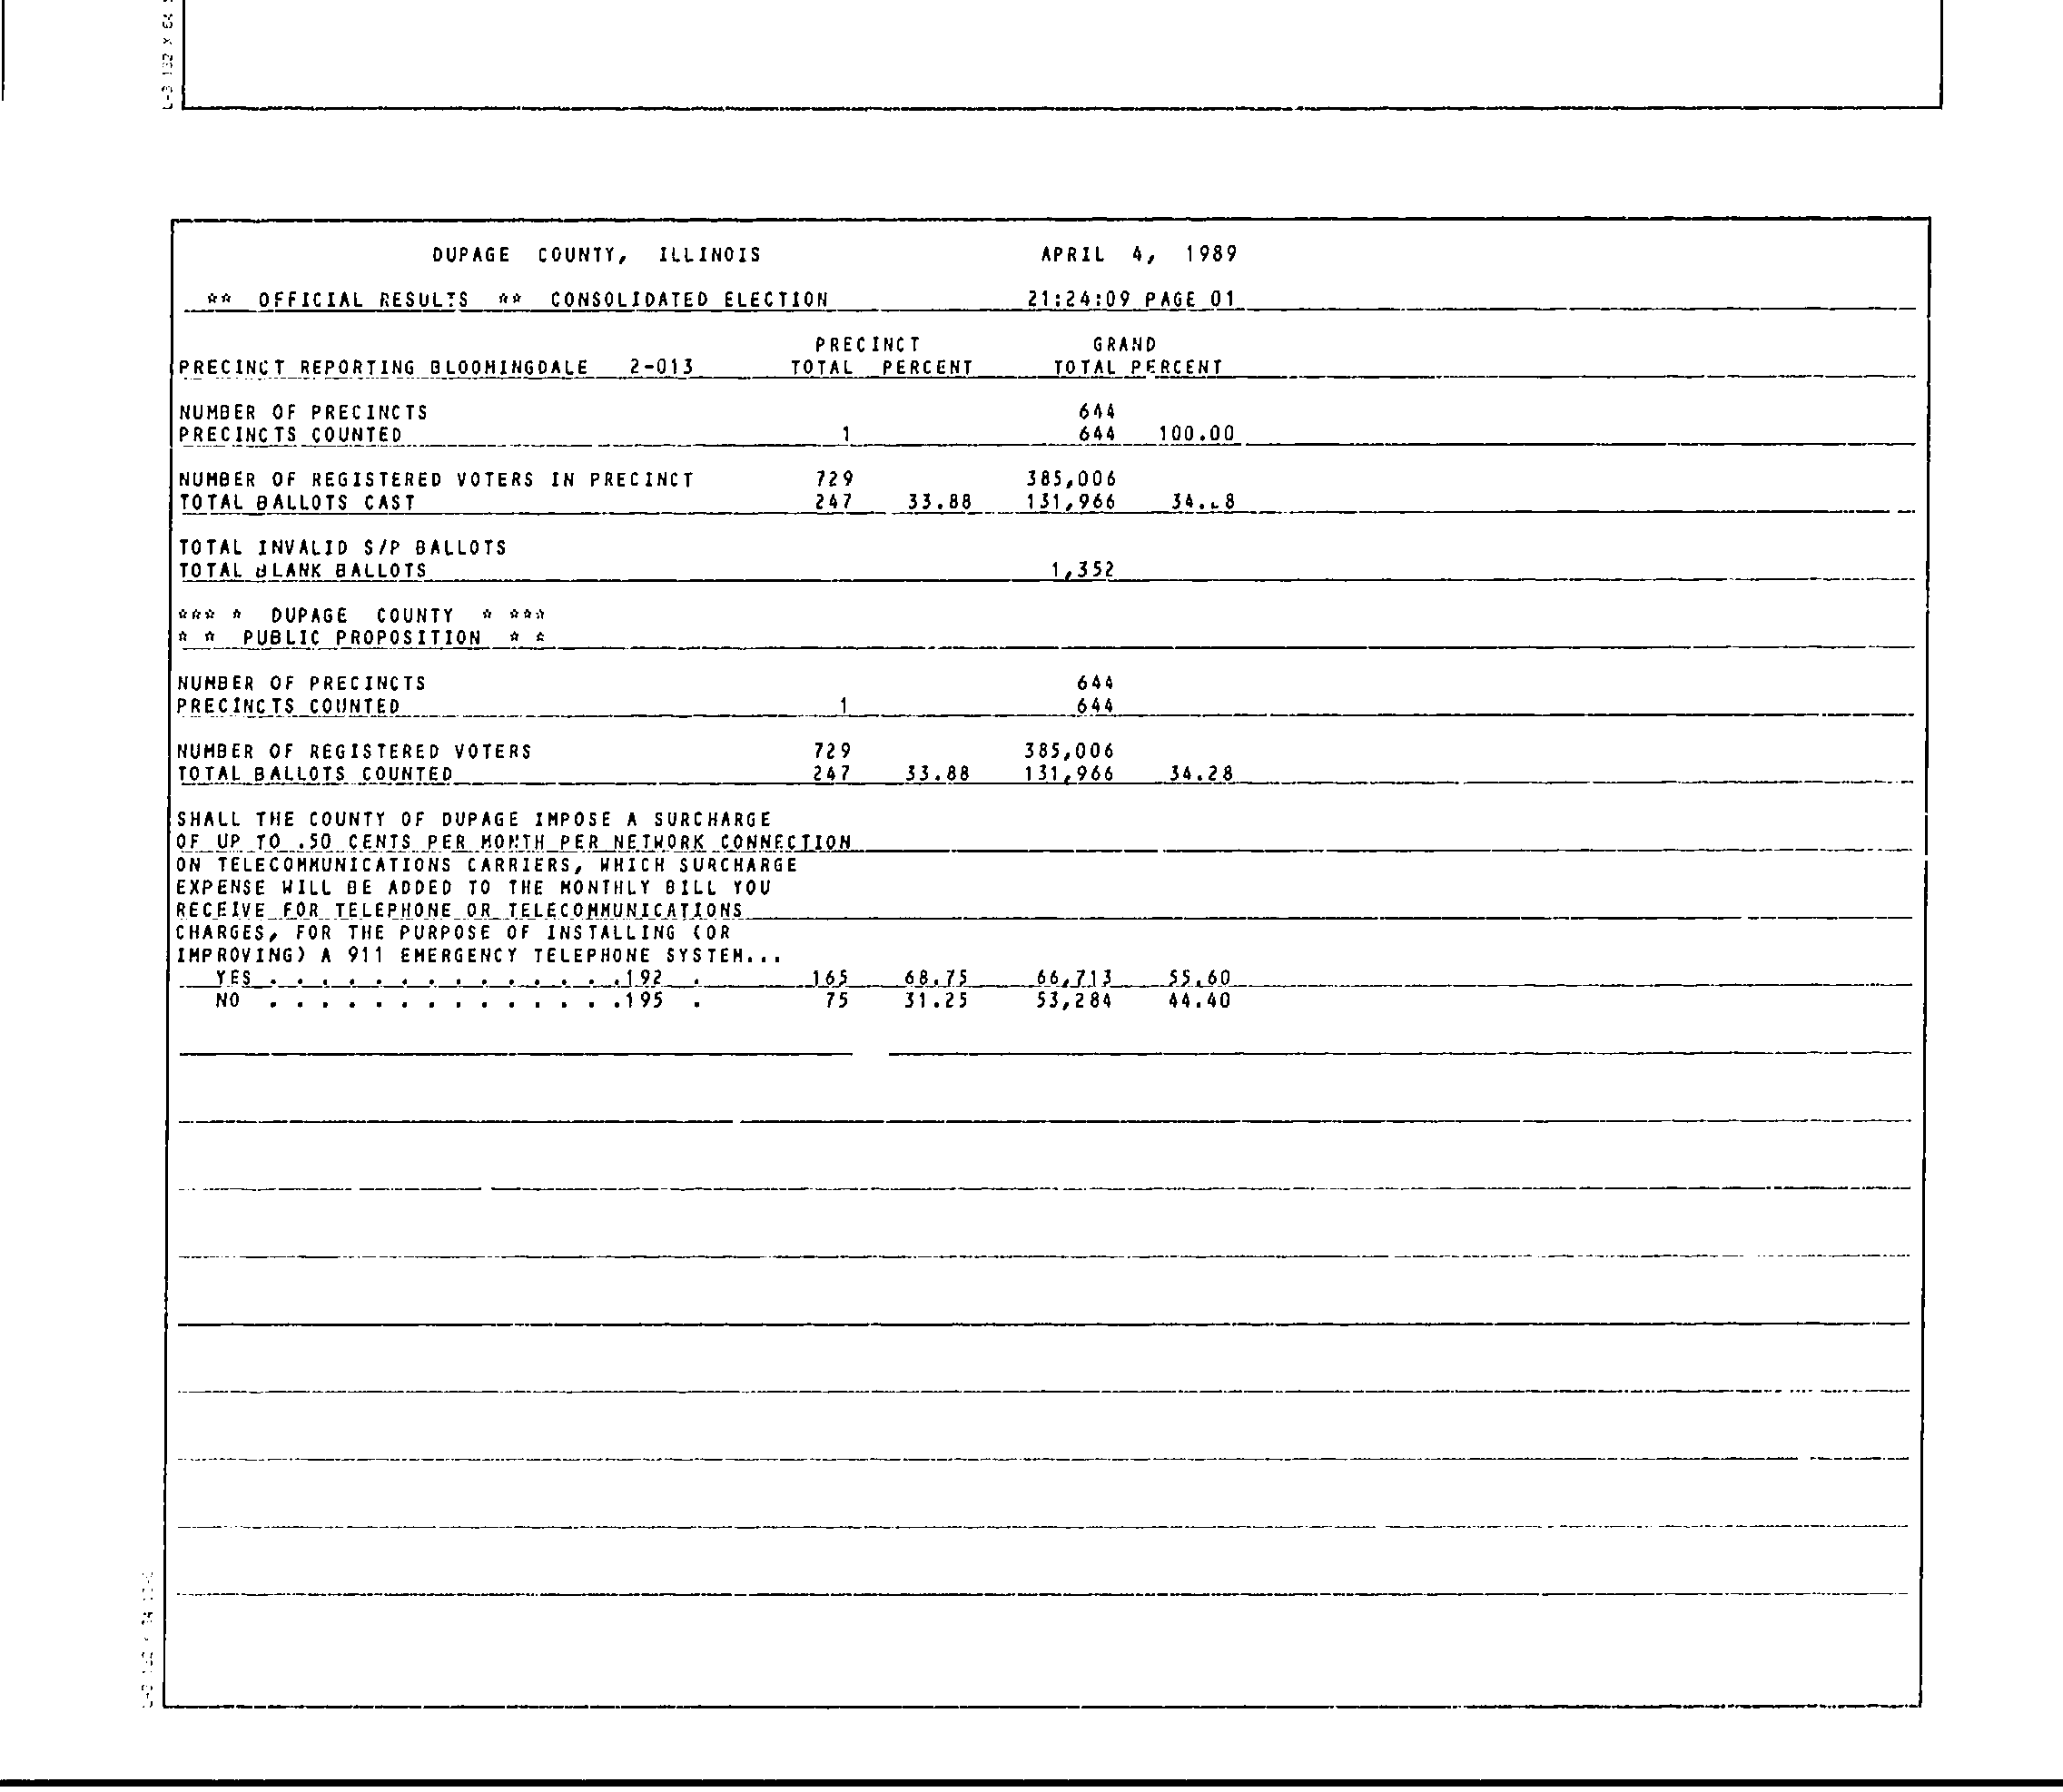 DUPAGE COUNTY, ILLINOIS APRIL 4, 1989
** OFFICIAL RESULTS ** CONSOLIDATED ELECTION 21:24:09 PAGE 01
PRECINCT GRAND
PRECINCT REPORTING BLOOMINGDALE 2-013 TOTAL PERCENT TOTAL PERCENT
NUMBER OF PRECINCTS 644
PRECINCTS COUNTED 1 644 100.00
NUMBER OF REGISTERED VOTERS IN PRECINCT 729 385,006
TOTAL BALLOTS CAST 247 33.88 131,966
TOTAL INVALID S/P BALLOTS
TOTAL BLANK BALLOTS 1,352
*** * DUPAGE COUNTY * ***
* * PUBLIC PROPOSITION * *
NUMBER OF PRECINCTS 644
PRECINCTS COUNTED 1 644
NUMBER OF REGISTERED VOTERS 729 385,006
TOTAL BALLOTS COUNTED 247 33.88 131,966 34.28
SHALL THE COUNTY OF DUPAGE IMPOSE A SURCHARGE
OF UP TO .50 CENTS PER MONTH PER NETWORK CONNECTION
ON TELECOMMUNICATIONS CARRIERS, WHICH SURCHARGE
EXPENSE WILL BE ADDED TO THE MONTHLY BILL YOU
RECEIVE FOR TELEPHONE OR TELECOMMUNICATIONS
CHARGES, FOR THE PURPOSE OF INSTALLING (OR
IMPROVING) A 911 EMERGENCY TELEPHONE SYSTEM...
YES . . . . . . . . . . . . . .192 . 165 68.75 66,713 55.60
NO . . . . . . . . . . . . . .195 . 75 31.25 53,284 44.40